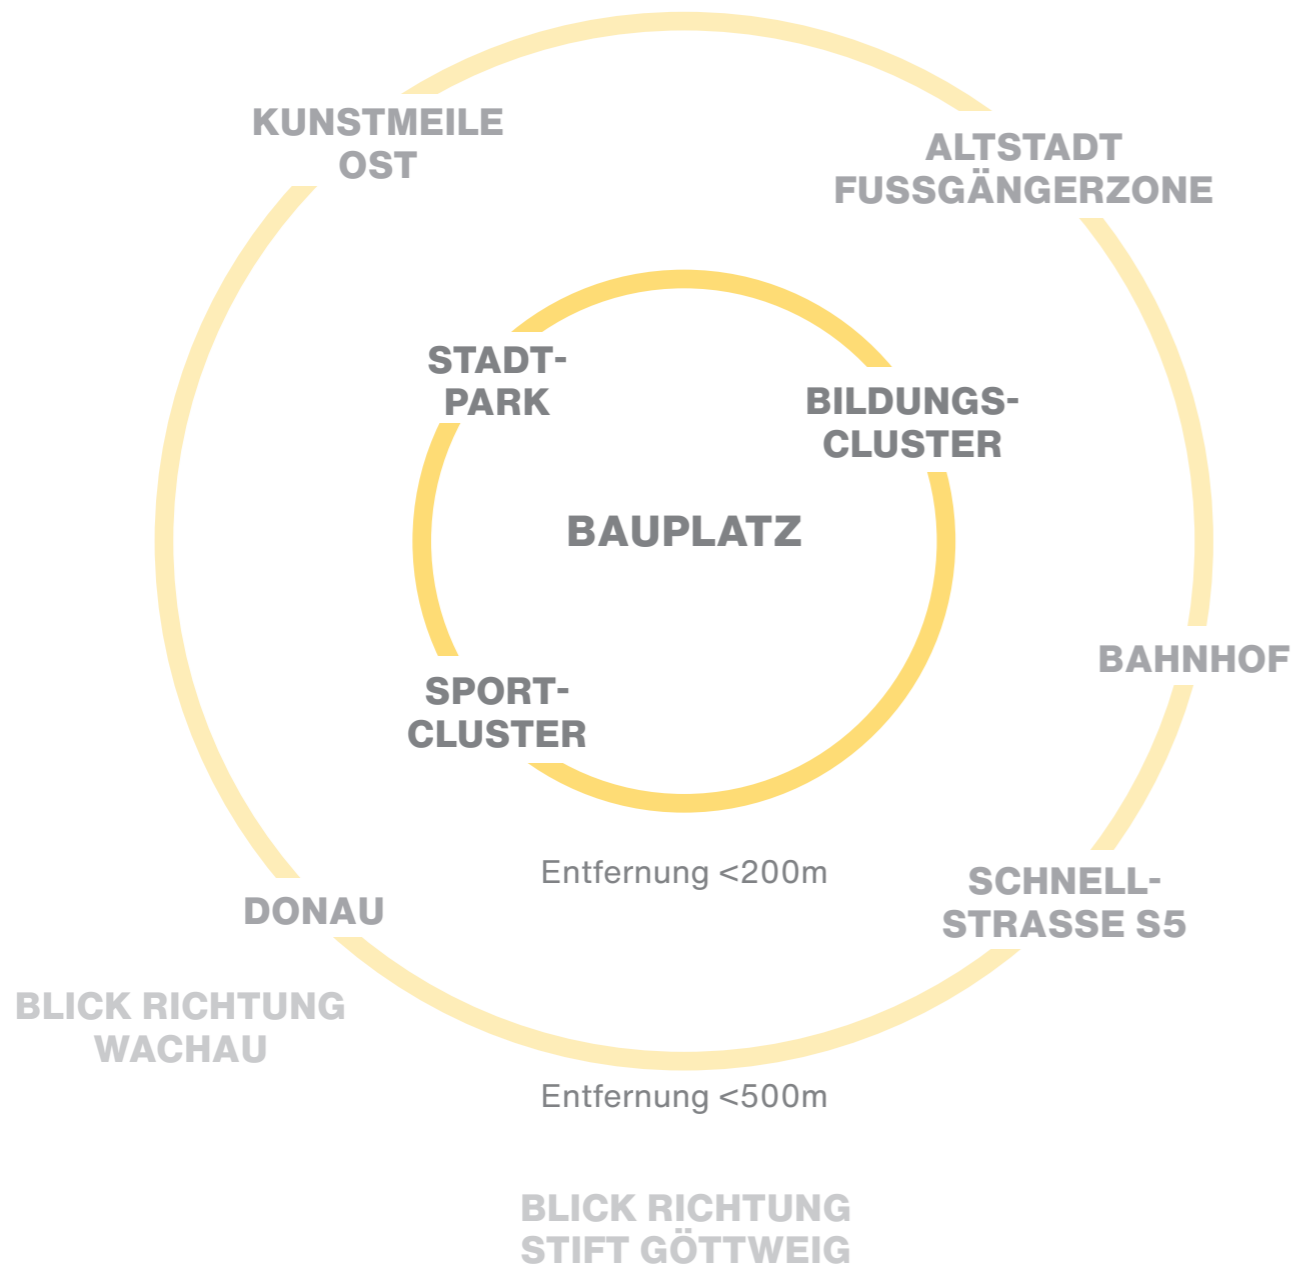 KUNSTMEILE
OST
ALTSTADT
FUSSGÄNGERZONE
STADT-
PARK
BILDUNGS-
CLUSTER
BAUPLATZ
BAHNHOF
SPORT-
CLUSTER
Entfernung <200m
SCHNELL-
STRASSE S5
DONAU
BLICK RICHTUNG
WACHAU
Entfernung <500m
BLICK RICHTUNG
STIFT GÖTTWEIG